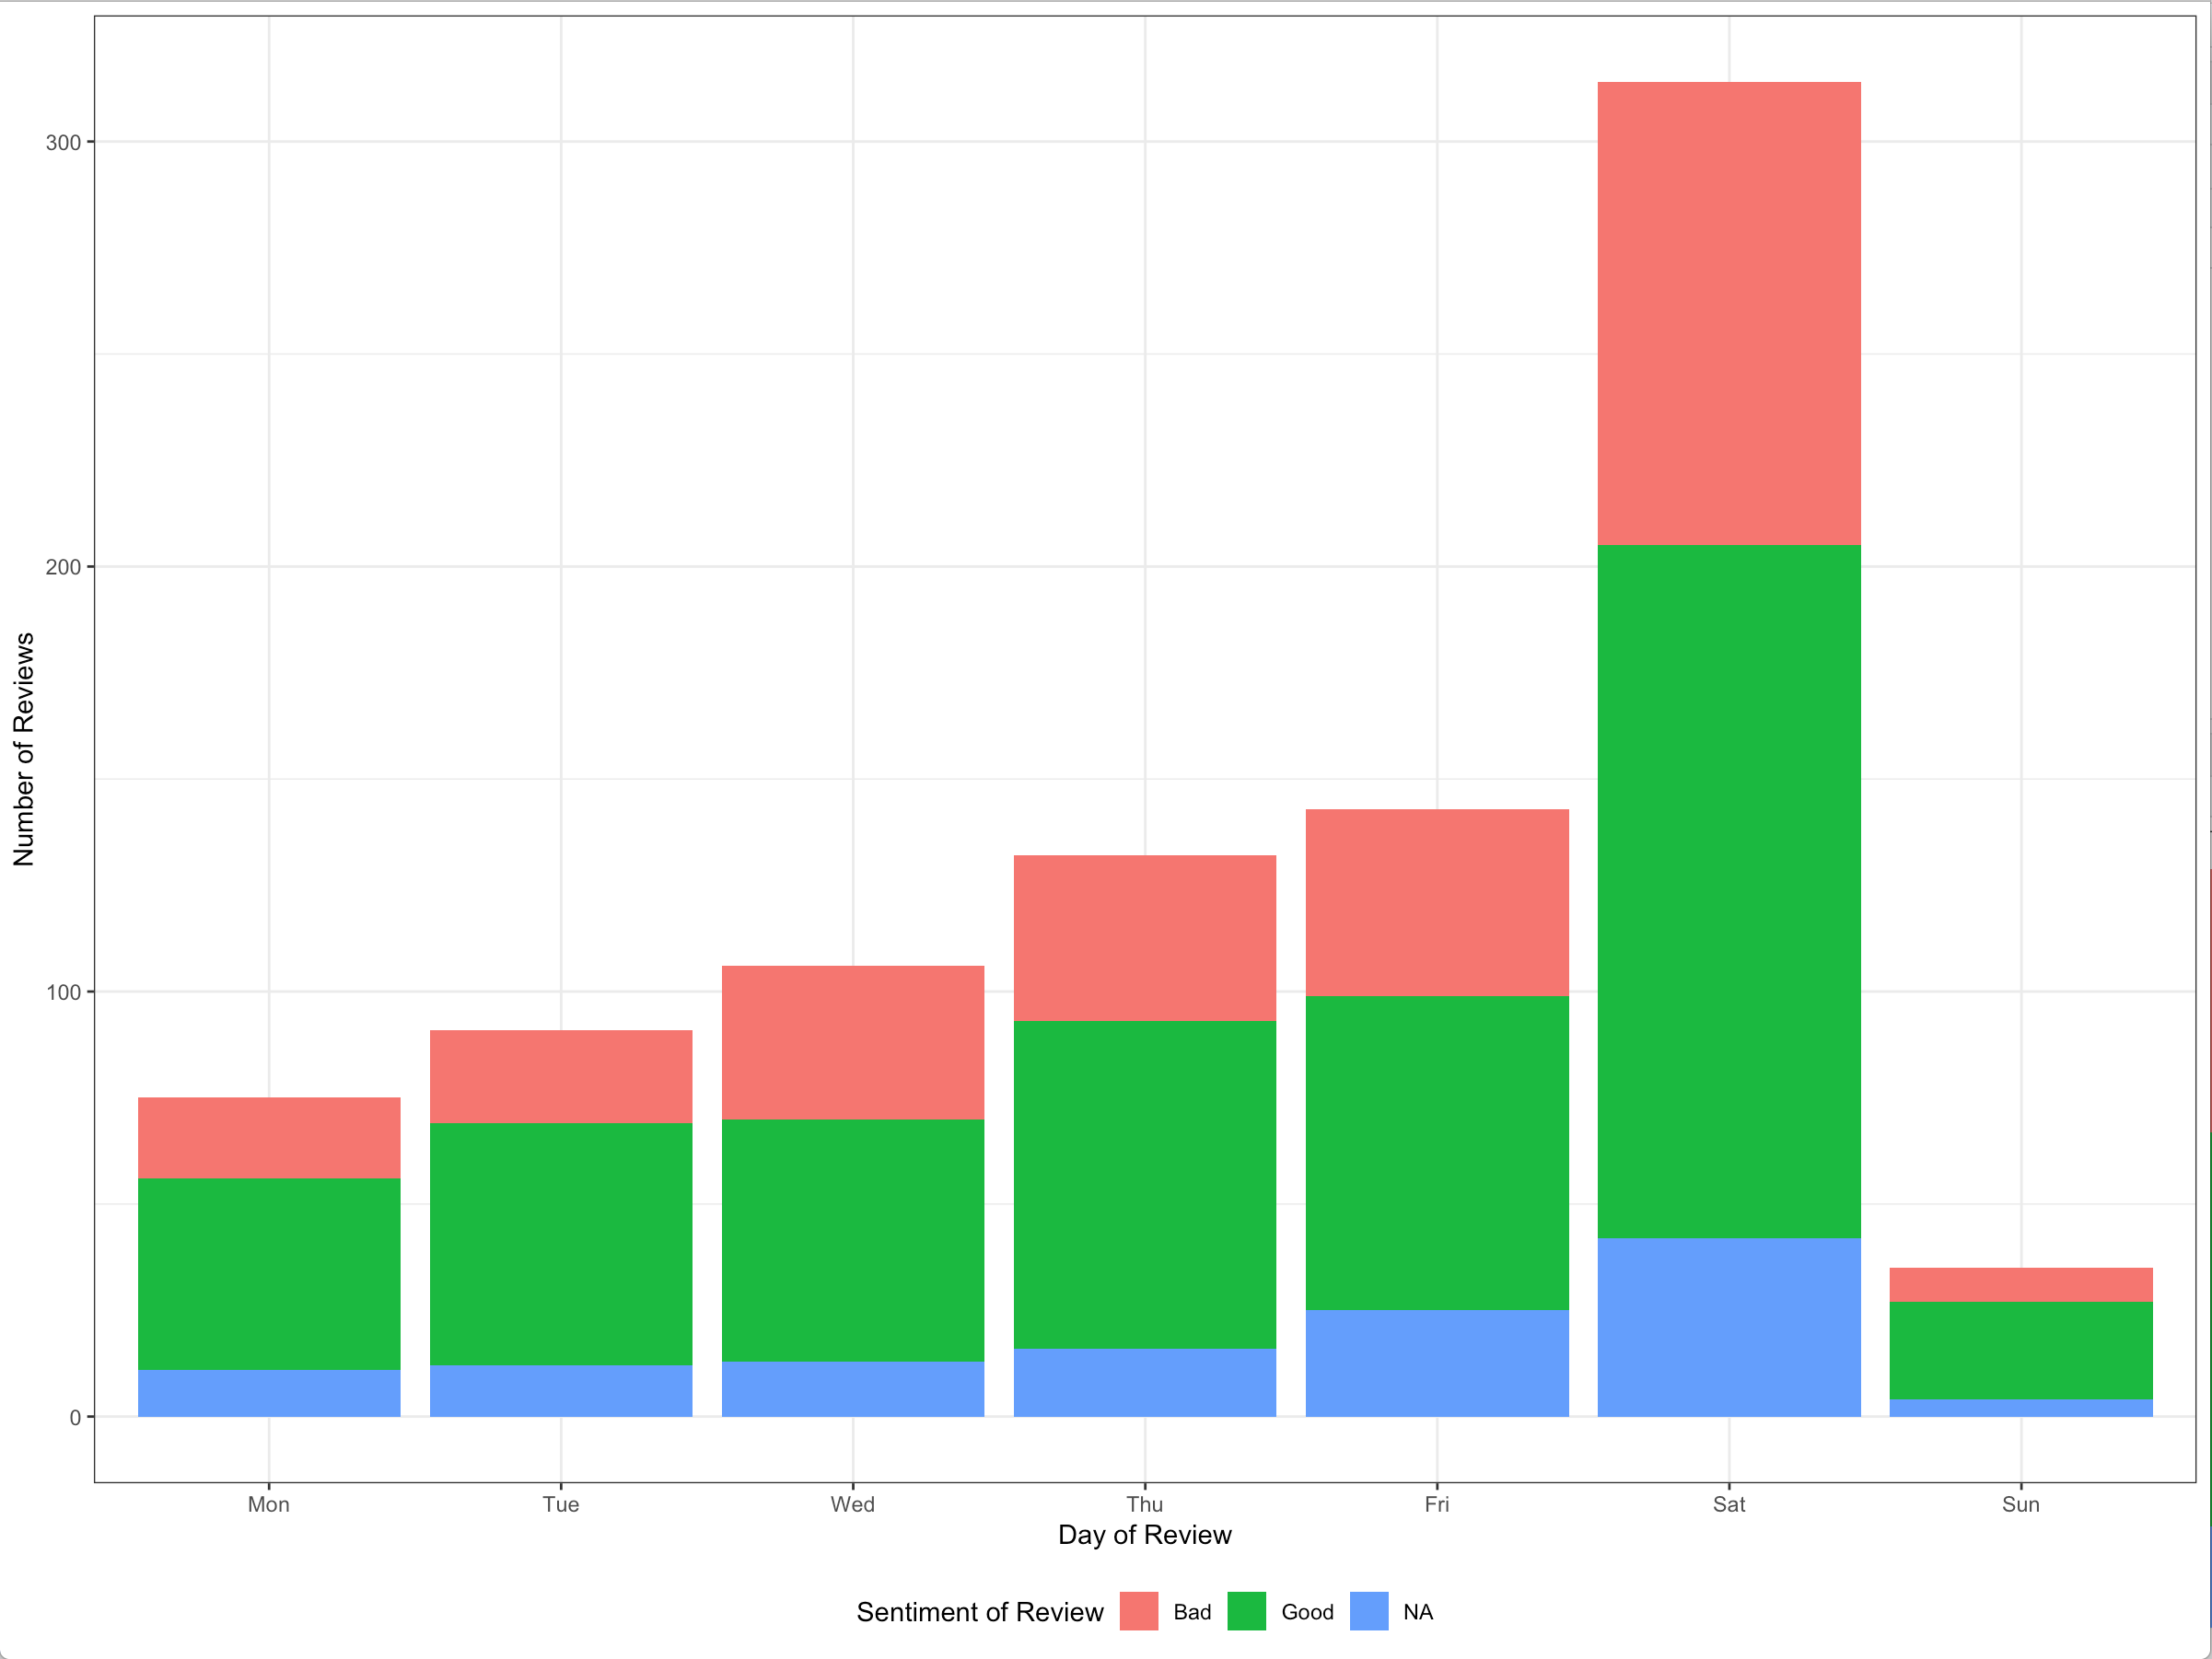 Number of Reviews
300
200
100
0
Mon Tue Wed Thu Fri Sat Sun
Day of Review
Sentiment of Review Bad Good NA